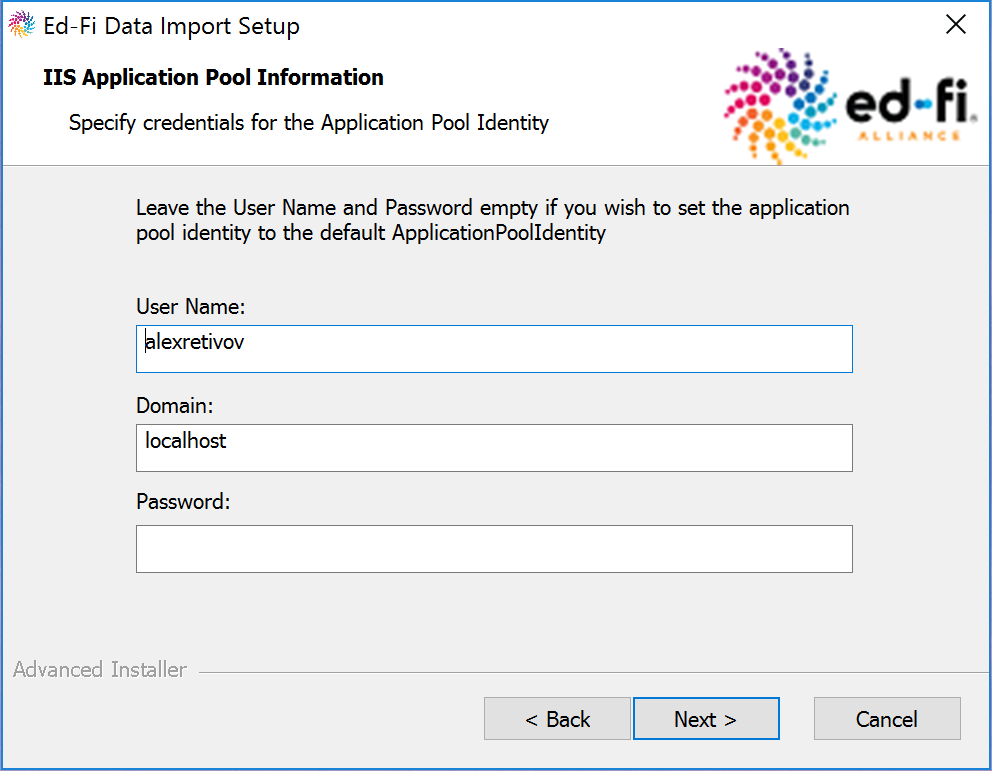 Ed-Fi Data Import Setup
IIS Application Pool Information
Specify credentials for the Application Pool Identity
ed-fi.
ALLIANCE
Leave the User Name and Password empty if you wish to set the application
pool identity to the default ApplicationPoolIdentity
User Name:
alexretivov
Domain:
localhost
Password:
Advanced Installer
< Back
Next >
Cancel